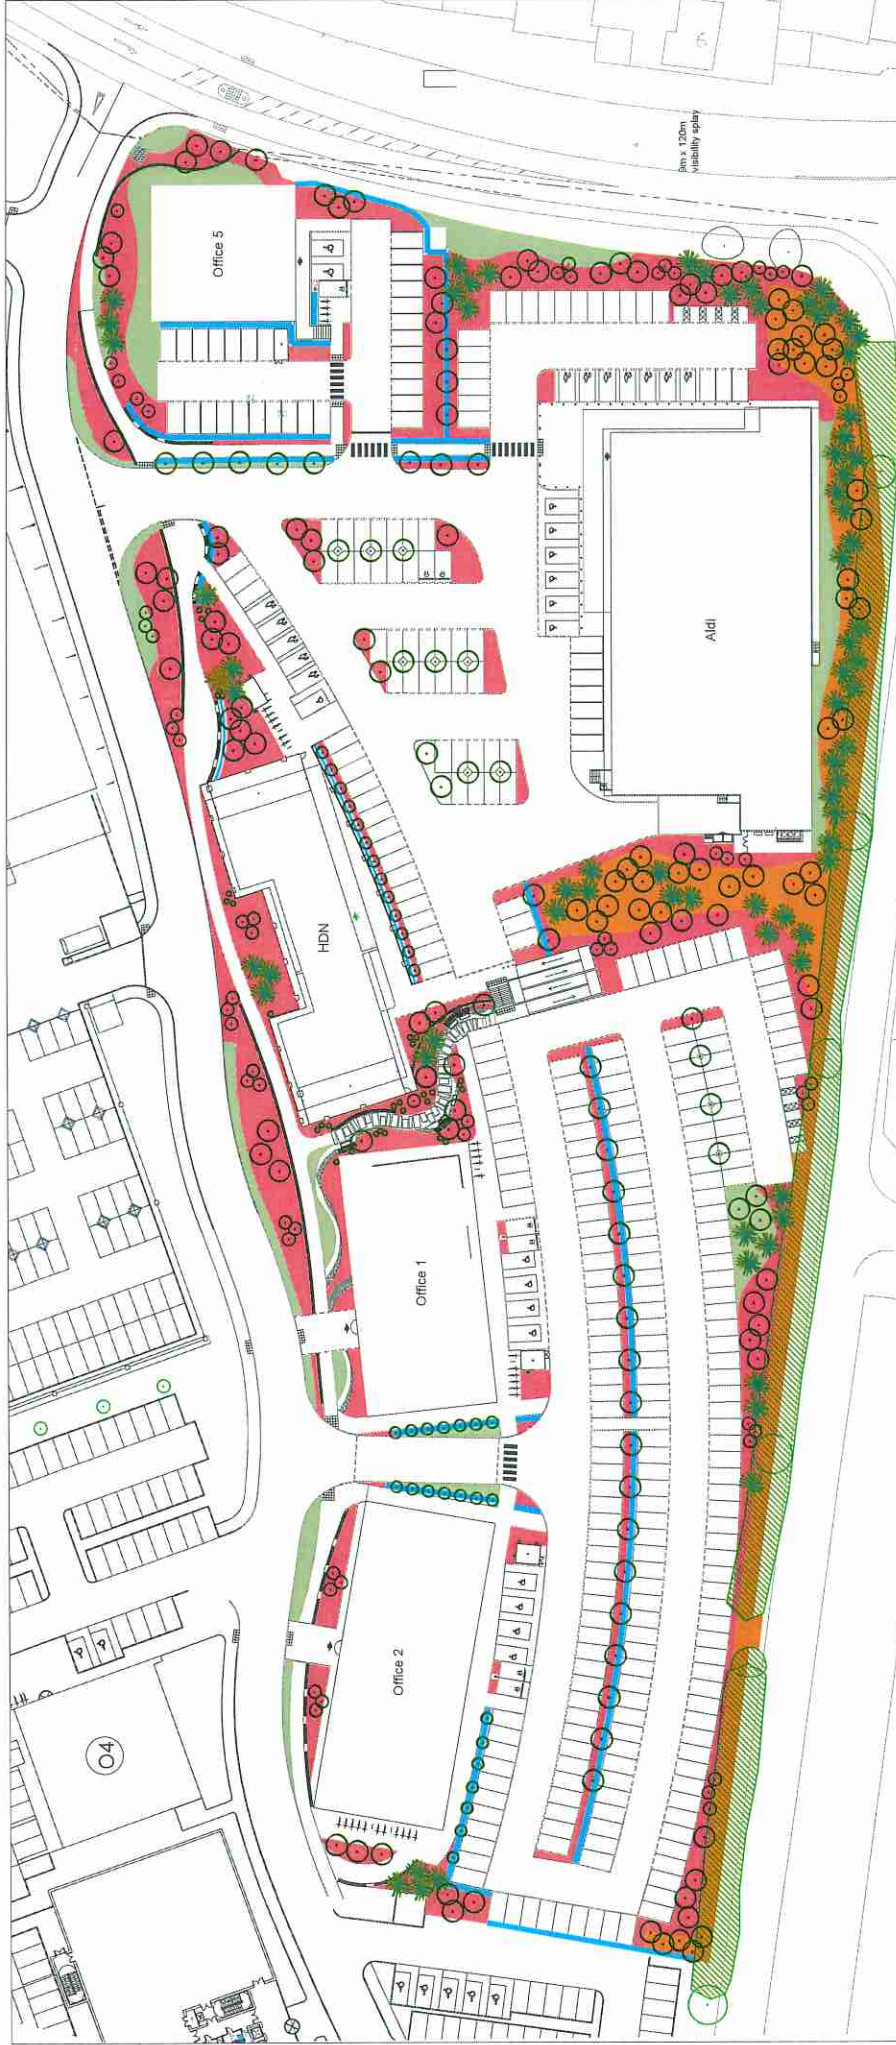 9m x 120m
visibility splay
Office 5
Aldi
HDN
Office 1
Office 2
O4